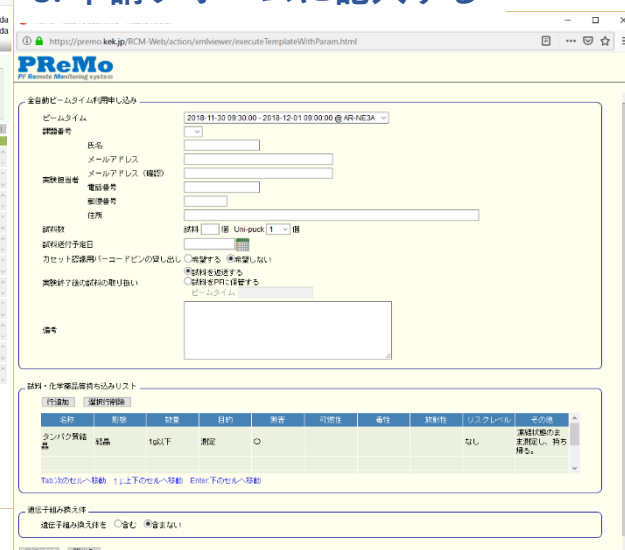 https://premo.kek.jp/RCM-Web/action/xmlviewer/executeTemplateWithParam.html
PReMo
PF Remote Monitoring system
全自動ビームタイム利用申し込み
ビームタイム 2018-11-30 09:30:00 - 2018-12-01 09:00:00 @ AR-NE3A
課題番号
氏名
メールアドレス
実験担当者 メールアドレス（確認）
電話番号
郵便番号
住所
試料数 試料 個 Uni-puck 1 個
試料送付予定日
カセット認識用バーコードピンの貸し出し 希望する 希望しない
試料を返送する
実験終了後の試料の取り扱い 試料をPFに保管する
ビームタイム
備考
試料・化学薬品等持ち込みリスト
行追加 選択行削除
名称 形態 数量 目的 無害 可燃性 毒性 放射性 リスクレベル その他
タンパク質結晶 結晶 1g以下 測定 ○ なし 凍結状態のまま測定し、持ち帰る。
Tab:次のセルへ移動 ↑↓:上下のセルへ移動 Enter:下のセルへ移動
遺伝子組み換え体
遺伝子組み換え体を 含む 含まない